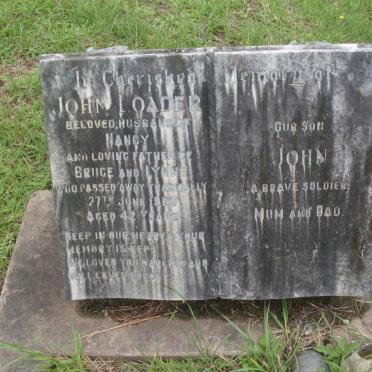 In Cherished Memory of
JOHN LOADER
BELOVED HUSBAND OF
NANCY
AND LOVING FATHER OF
BRUCE AND
WHO PASSED AWAY
27TH JUNE
AGED 42 YEARS
DEEP IN OUR HEARTS YOUR
MEMORY IS KEPT
OUR SON
JOHN
A BRAVE SOLDIER
MUM AND DAD